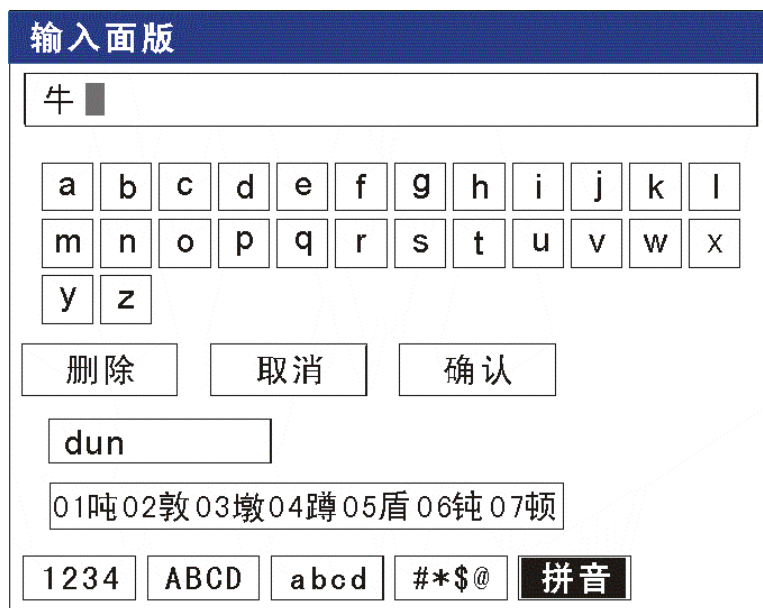 输入面版
牛
a b c d e f g h i j k l
m n o p q r s t u v w x
y z
删除 取消 确认
dun
01吨02敦03墩04蹲05盾06钝07顿
1234 ABCD abcd #*$@ 拼音